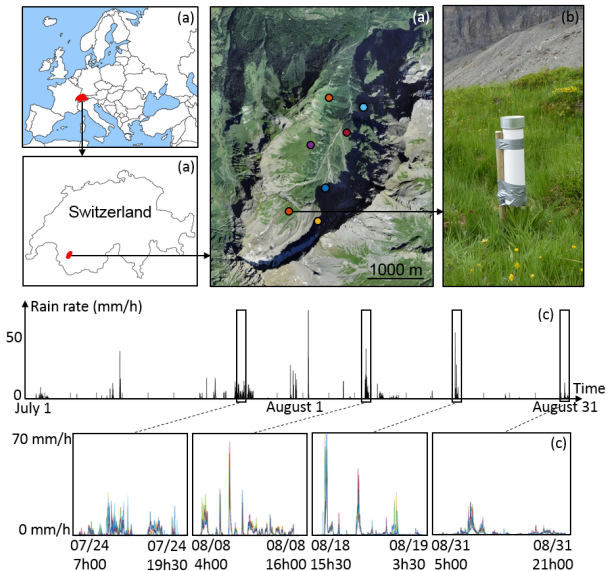 (a)
(a)
(b)
(a)
Switzerland
1000 m
Rain rate (mm/h)
(c)
50
0
Time
July 1
August 1
August 31
70 mm/h
(c)
0 mm/h
07/24
7h00
07/24
19h30
08/08
4h00
08/08
16h00
08/18
15h30
08/19
3h30
08/31
5h00
08/31
21h00